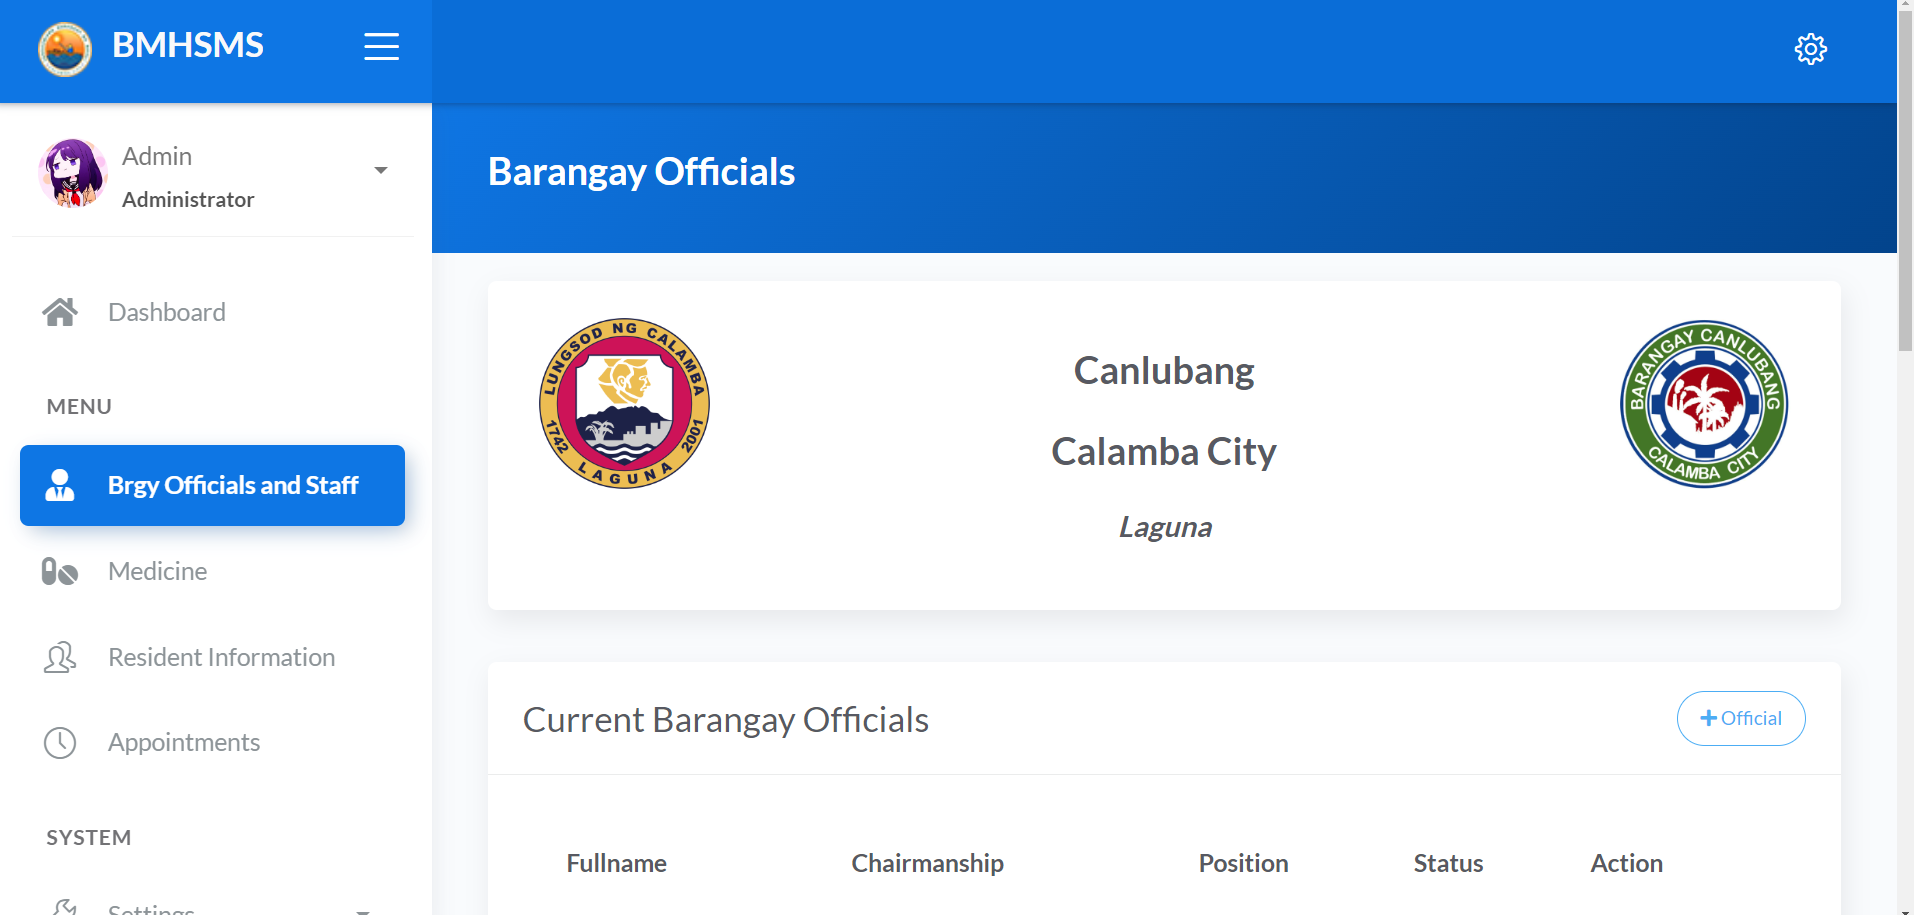 BMHSMS
Admin
Administrator
Dashboard
MENU
Brgy Officials and Staff
Medicine
Resident Information
Appointments
SYSTEM
Settings
Barangay Officials
LUNGSOD NG CALAMBA
1742 LAGUNA 2001
Canlubang
Calamba City
Laguna
BARANGAY CANLUBANG
CALAMBA CITY
Current Barangay Officials
+ Official
Fullname Chairmanship Position Status Action